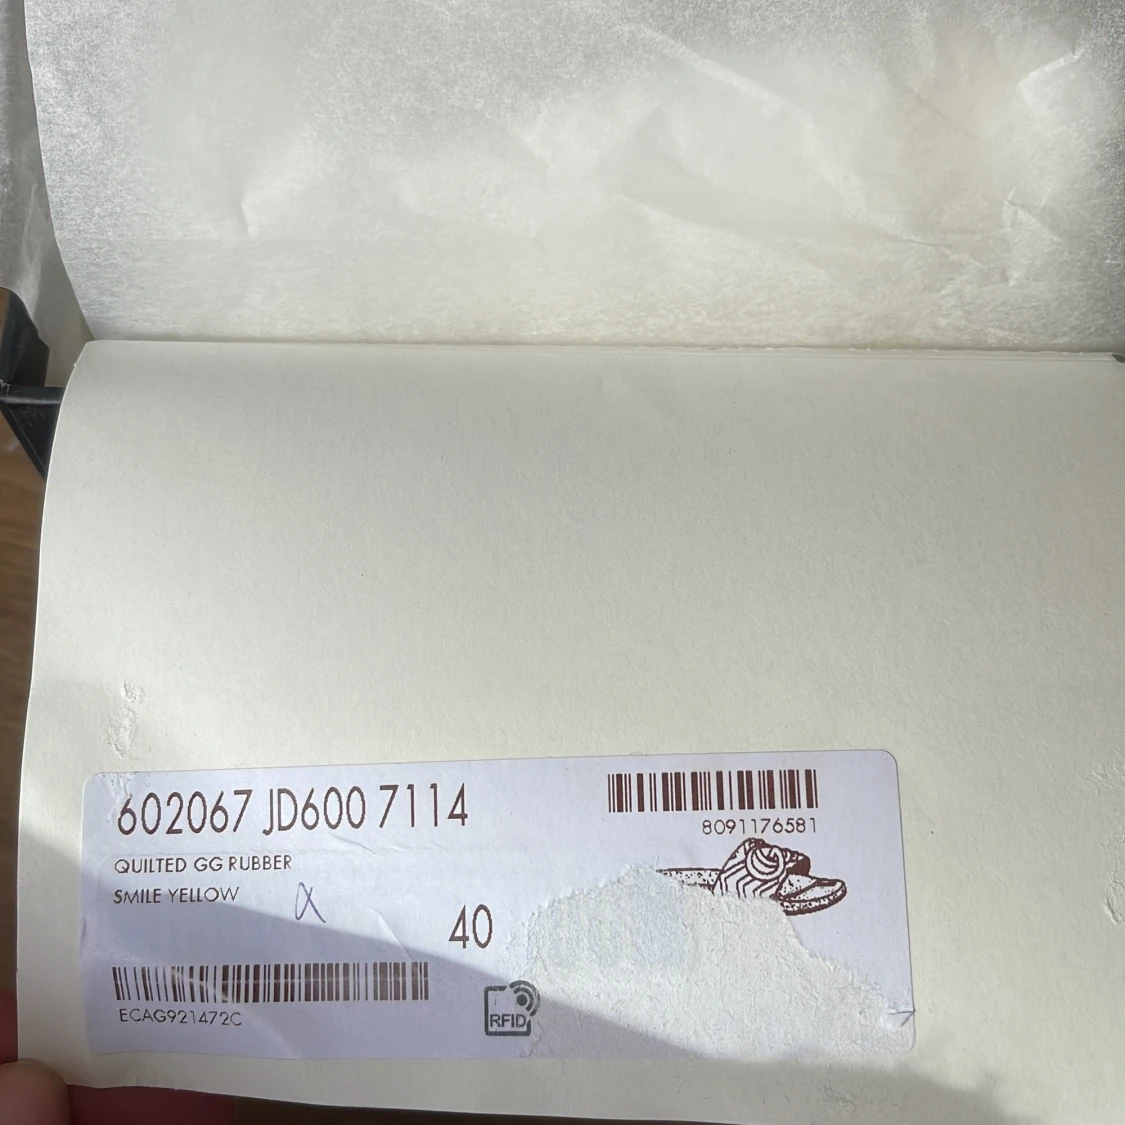 602067 JD600 7114
8091176581
QUILTED GG RUBBER
SMILE YELLOW
40
ECAG921472C
RFID